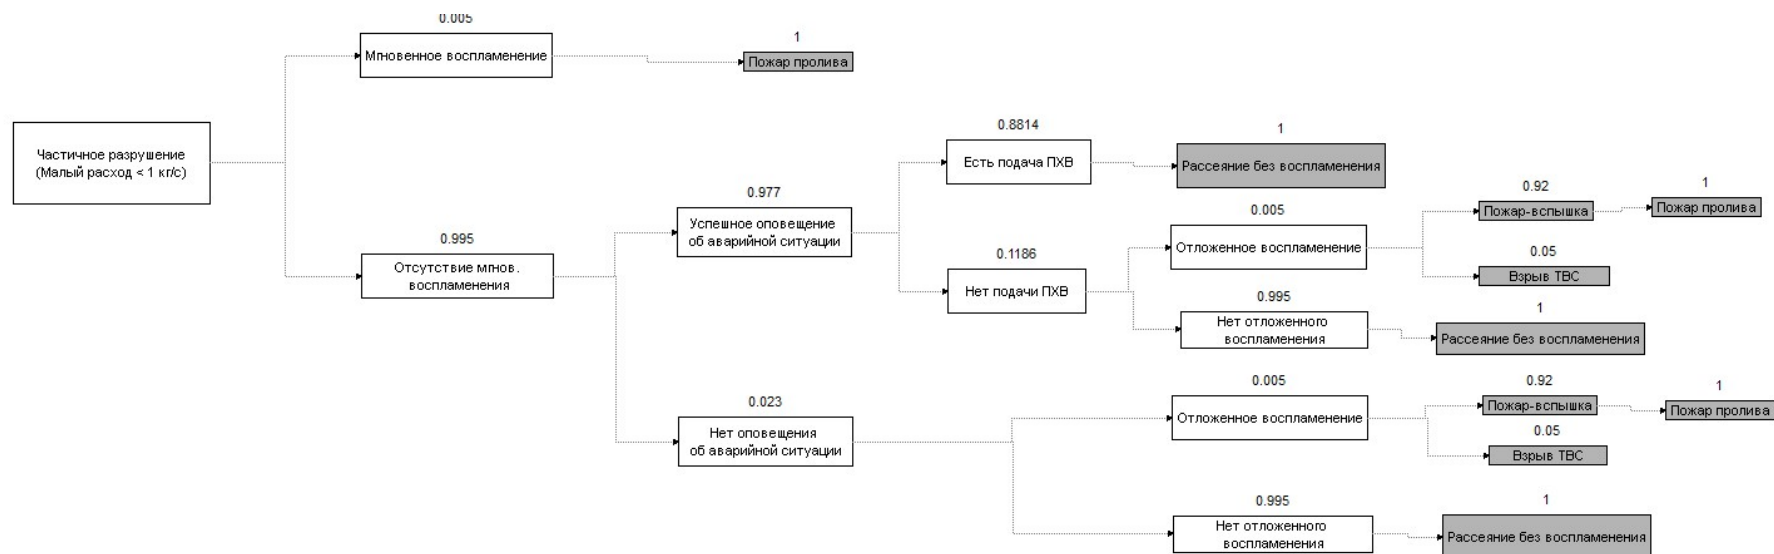 0.005
Мгновенное воспламенение
1
Пожар пролива
Частичное разрушение
(Малый расход < 1 кг/с)
0.995
Отсутствие мгнов.
воспламенения
0.977
Успешное оповещение
об аварийной ситуации
0.8814
Есть подача ПХВ
1
Рассеяние без воспламенения
0.1186
Нет подачи ПХВ
0.005
Отложенное воспламенение
0.92
Пожар-вспышка
1
Пожар пролива
0.05
Взрыв ТВС
0.995
Нет отложенного
воспламенения
1
Рассеяние без воспламенения
0.023
Нет оповещения
об аварийной ситуации
0.005
Отложенное воспламенение
0.92
Пожар-вспышка
1
Пожар пролива
0.05
Взрыв ТВС
0.995
Нет отложенного
воспламенения
1
Рассеяние без воспламенения